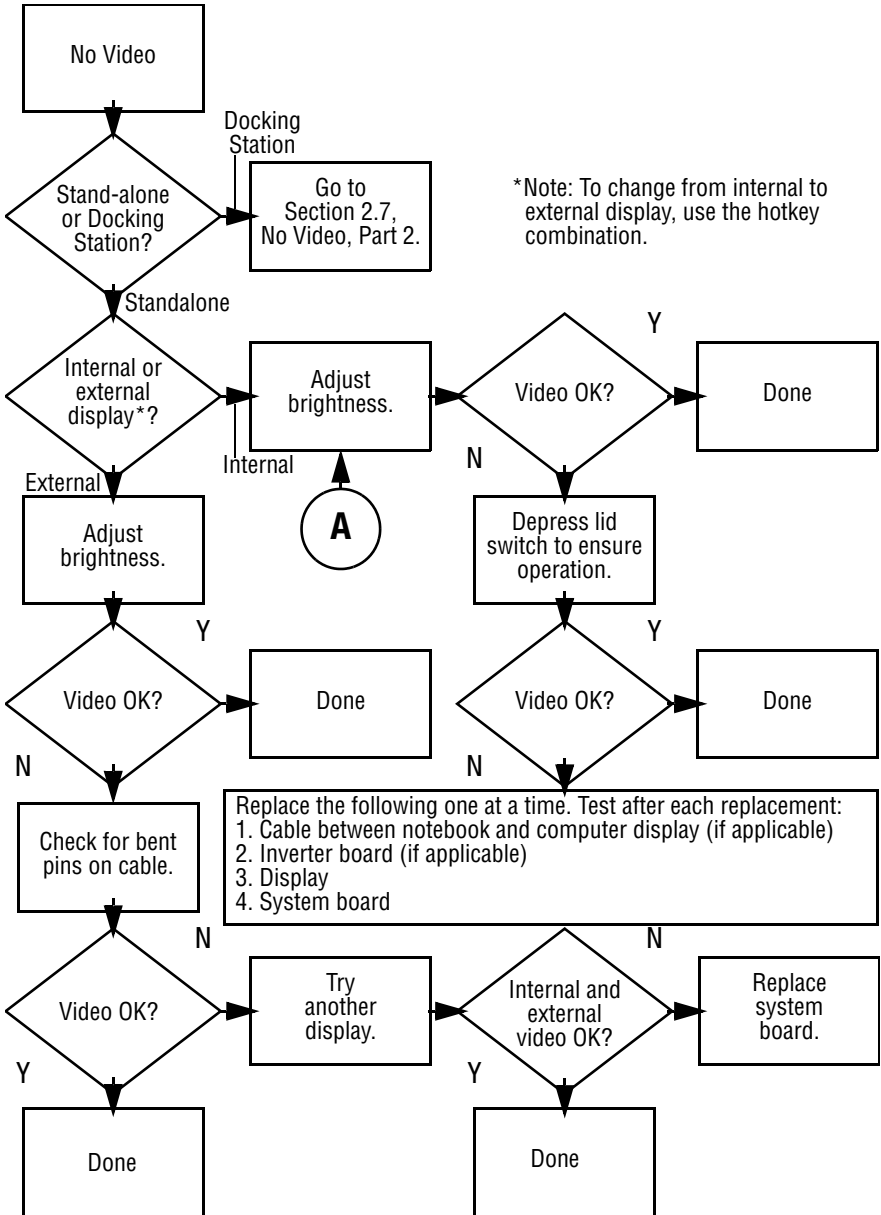 No Video
Docking
Station
Stand-alone
or Docking
Station?
Go to
Section 2.7,
No Video, Part 2.
*Note: To change from internal to
external display, use the hotkey
combination.
Standalone
Internal or
external
display*?
Internal
Adjust
brightness.
Video OK?
Y
Done
N
External
Adjust
brightness.
A
Depress lid
switch to ensure
operation.
Video OK?
Y
Done
N
Video OK?
Y
Done
N
Check for bent
pins on cable.
Replace the following one at a time. Test after each replacement:
1. Cable between notebook and computer display (if applicable)
2. Inverter board (if applicable)
3. Display
4. System board
Video OK?
N
Try
another
display.
Internal and
external
video OK?
N
Replace
system
board.
Y
Done
Y
Done